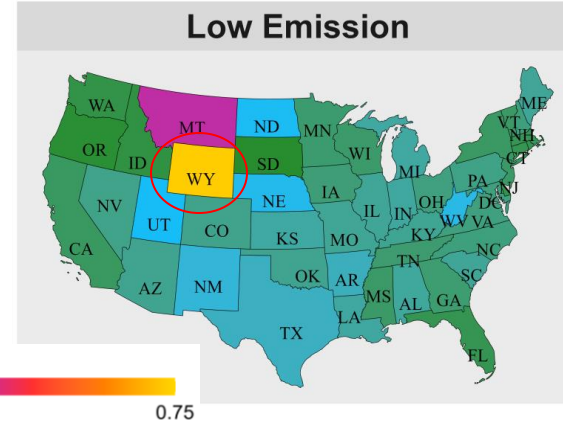 Low Emission
WA
MT
ND
MN
ME
VT
NH
OR
ID
WY
SD
WI
MI
CT
NV
UT
CO
NE
IA
IL
IN
OH
PA
NJ
DC
WV
VA
CA
KS
MO
KY
NC
AZ
NM
OK
AR
TN
SC
TX
LA
MS
AL
GA
FL
0.75